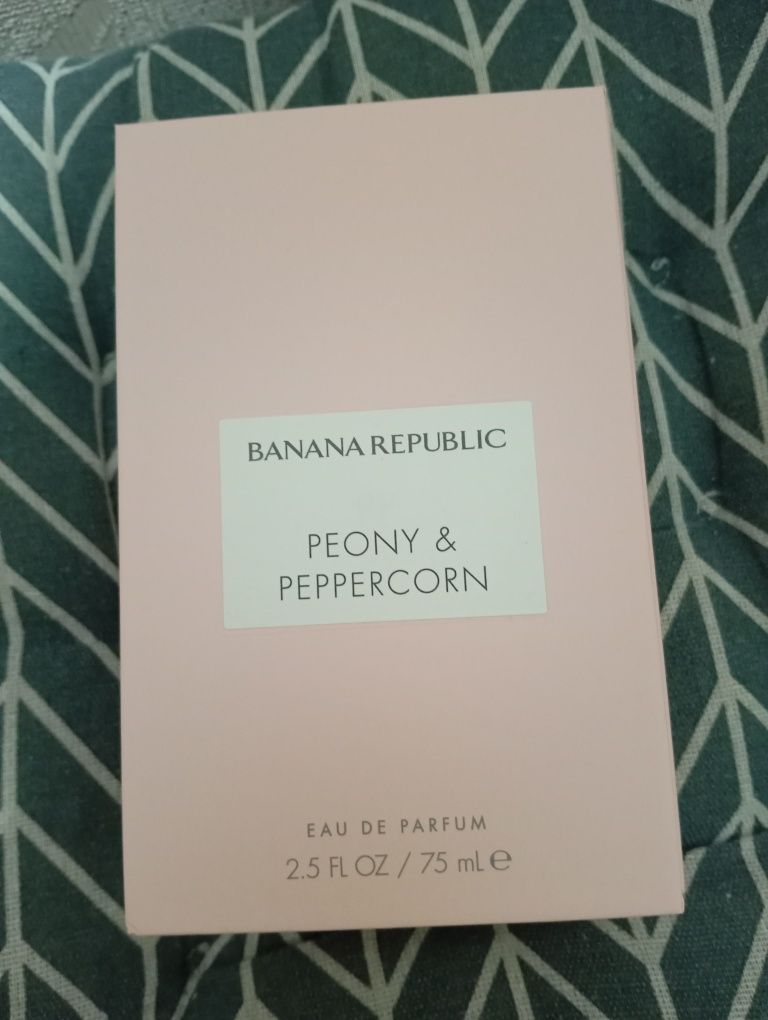 BANANA REPUBLIC
PEONY &
PEPPERCORN
EAU DE PARFUM
2.5 FL OZ / 75 mL ℮